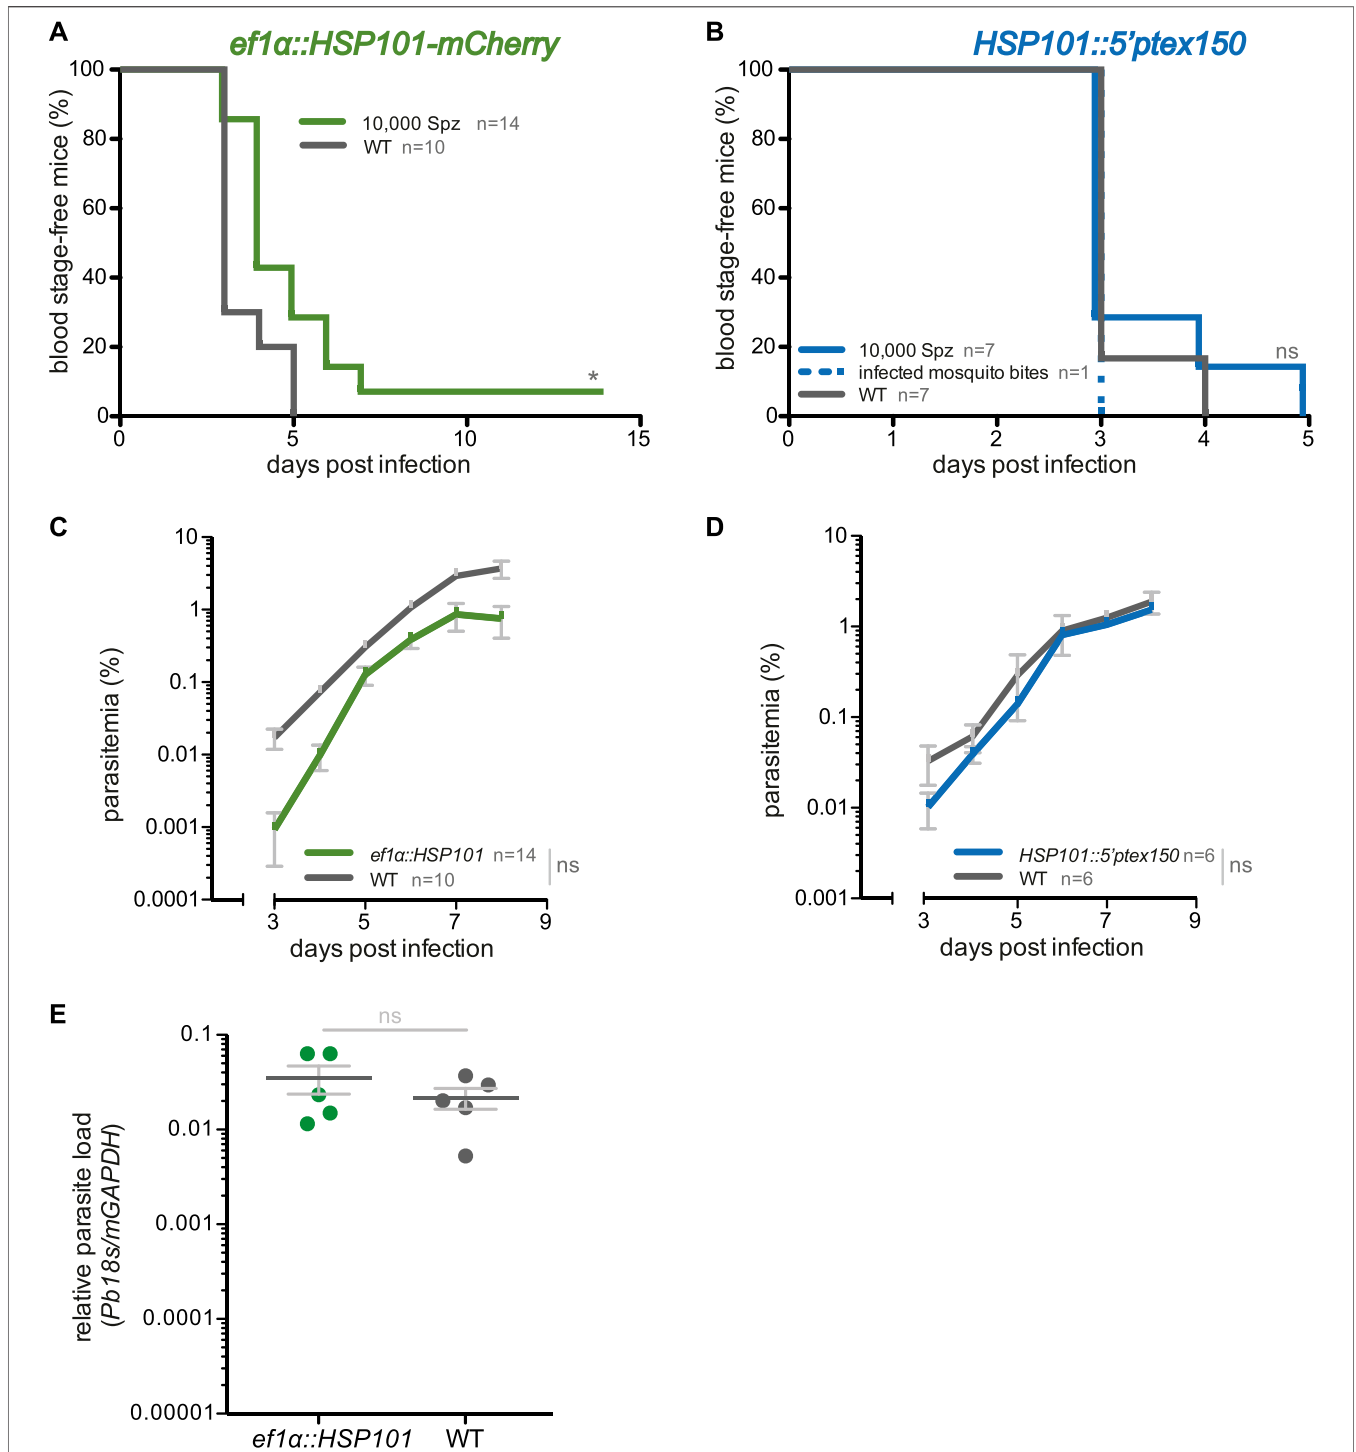 A
ef1α::HSP101-mCherry
blood stage-free mice (%)
100
80
60
40
20
0
10,000 Spz n=14
WT n=10
*
0 5 10 15
days post infection
B
HSP101::5’ptex150
blood stage-free mice (%)
100
80
60
40
20
0
10,000 Spz n=7
infected mosquito bites n=1
WT n=7
ns
0 1 2 3 4 5
days post infection
C
parasitemia (%)
10
1
0.1
0.01
0.001
0.0001
ef1α::HSP101 n=14
WT n=10
ns
3 5 7 9
days post infection
D
parasitemia (%)
10
1
0.1
0.01
0.001
HSP101::5’ptex150 n=6
WT n=6
ns
3 5 7 9
days post infection
E
relative parasite load
(Pb18s/mGAPDH)
ns
0.1
0.01
0.001
0.0001
0.00001
ef1α::HSP101 WT